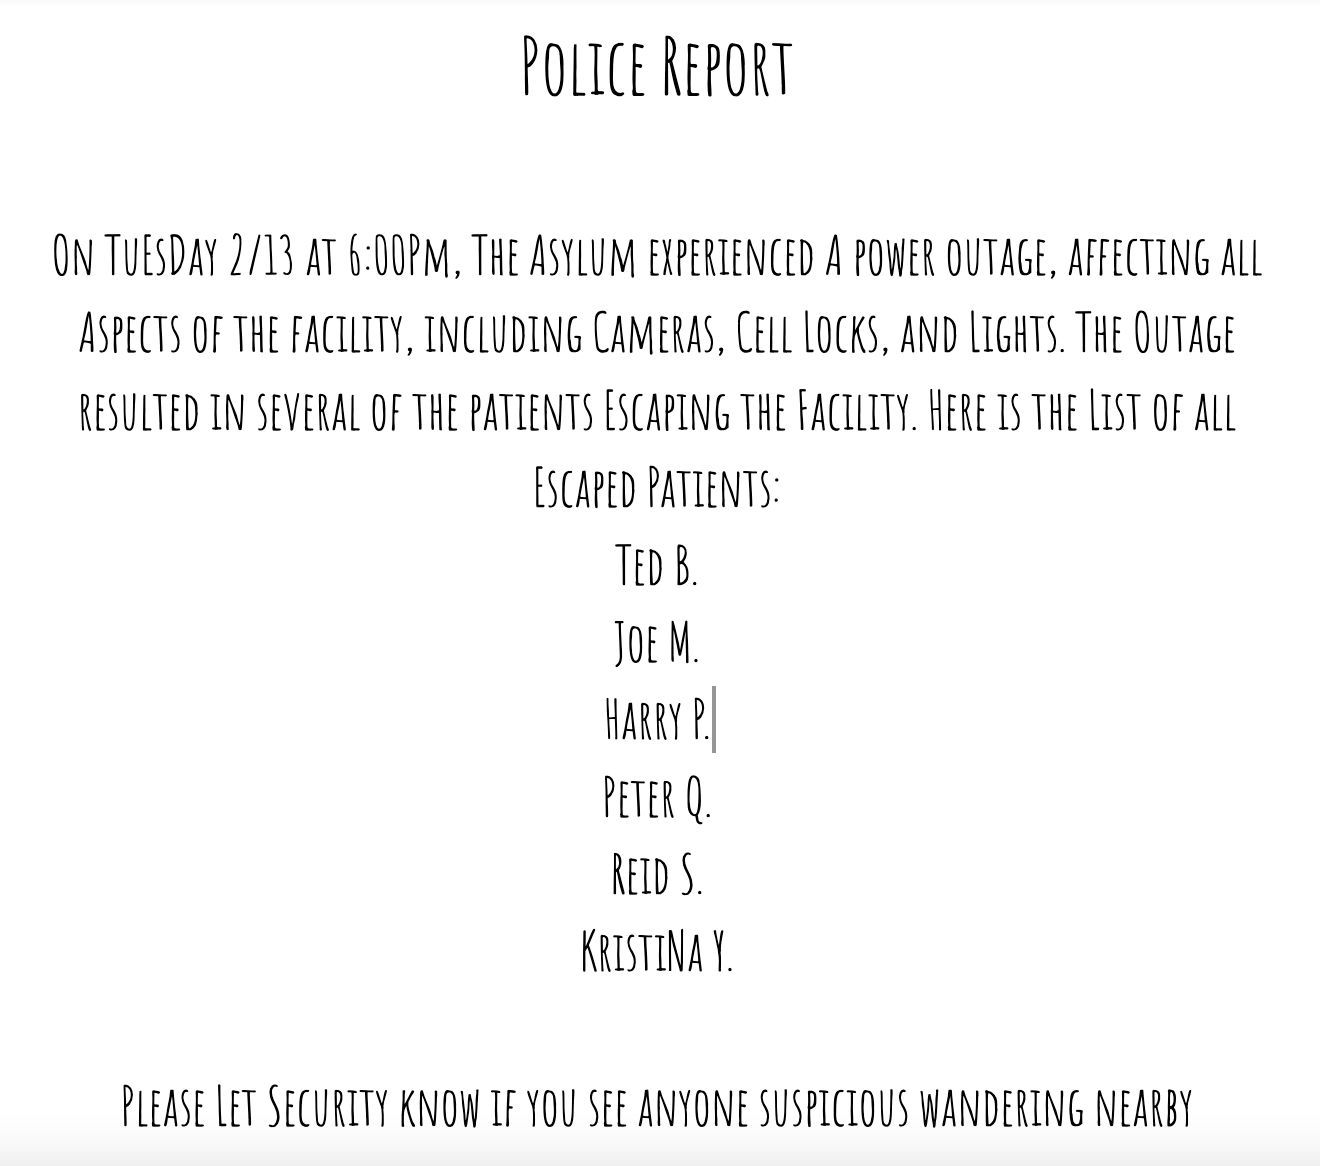 Police Report
On TuEsDay 2/13 at 6:00Pm, The Asylum experienced A power outage, affecting all
Aspects of the facility, including Cameras, Cell Locks, and Lights. The Outage
resulted in several of the patients Escaping the Facility. Here is the List of all
Escaped Patients:
Ted B.
Joe M.
Harry P.
Peter Q.
Reid S.
KristiNa Y.
Please Let Security know if you see anyone suspicious wandering nearby